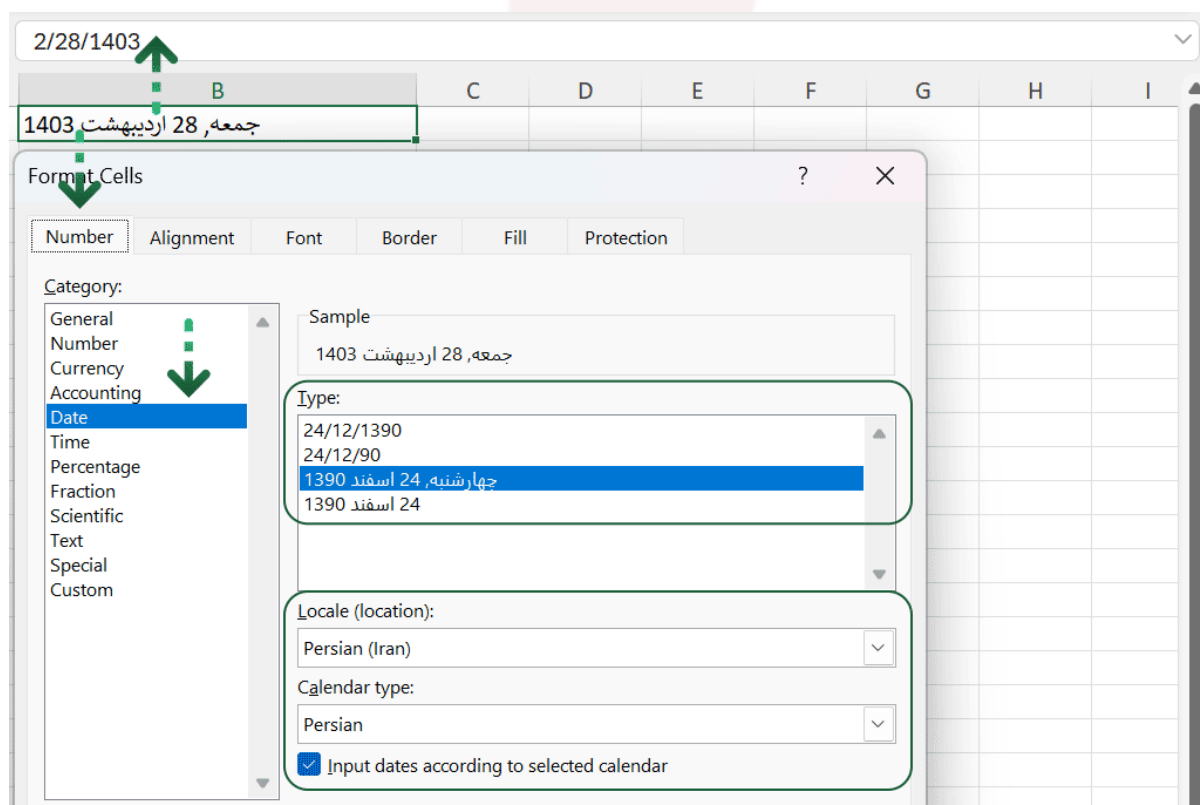 2/28/1403
B C D E F G H I
جمعه, 28 اردیبهشت 1403
Format Cells ?
Number Alignment Font Border Fill Protection
Category:
General
Number
Currency
Accounting
Date
Time
Percentage
Fraction
Scientific
Text
Special
Custom
Sample
جمعه, 28 اردیبهشت 1403
Type:
24/12/1390
24/12/90
چهارشنبه, 24 اسفند 1390
24 اسفند 1390
Locale (location):
Persian (Iran)
Calendar type:
Persian
Input dates according to selected calendar